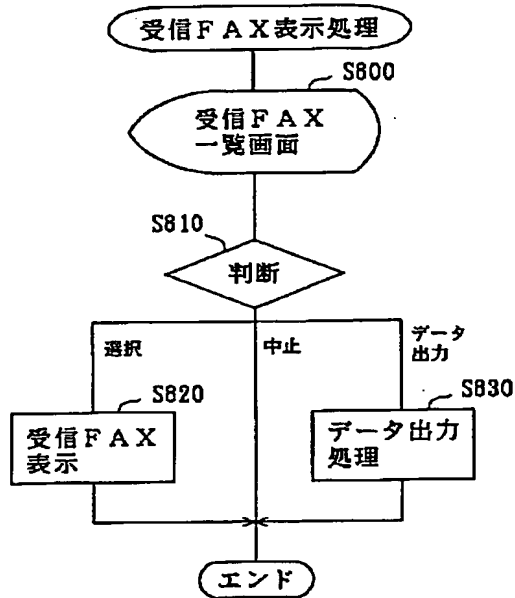 受信ＦＡＸ表示処理
S800
受信ＦＡＸ
一覧画面
S810
判断
選択
中止
データ
出力
S820
受信ＦＡＸ
表示
S830
データ出力
処理
エンド